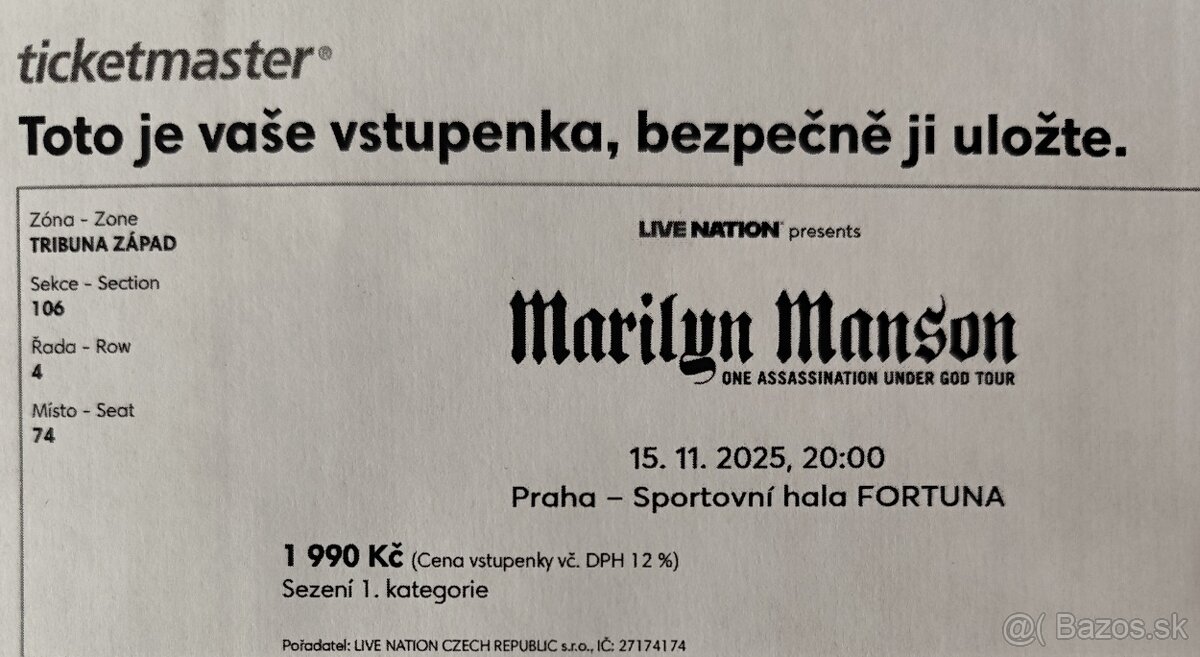 ticketmaster®
Toto je vaše vstupenka, bezpečně ji uložte.
Zóna - Zone
TRIBUNA ZÁPAD
Sekce - Section
106
Řada - Row
4
Místo - Seat
74
LIVE NATION presents
Marilyn Manson
ONE ASSASSINATION UNDER GOD TOUR
15. 11. 2025, 20:00
Praha – Sportovní hala FORTUNA
1 990 Kč (Cena vstupenky vč. DPH 12 %)
Sezení 1. kategorie
Pořadatel: LIVE NATION CZECH REPUBLIC s.r.o., IČ: 27174174
@( Bazos.sk